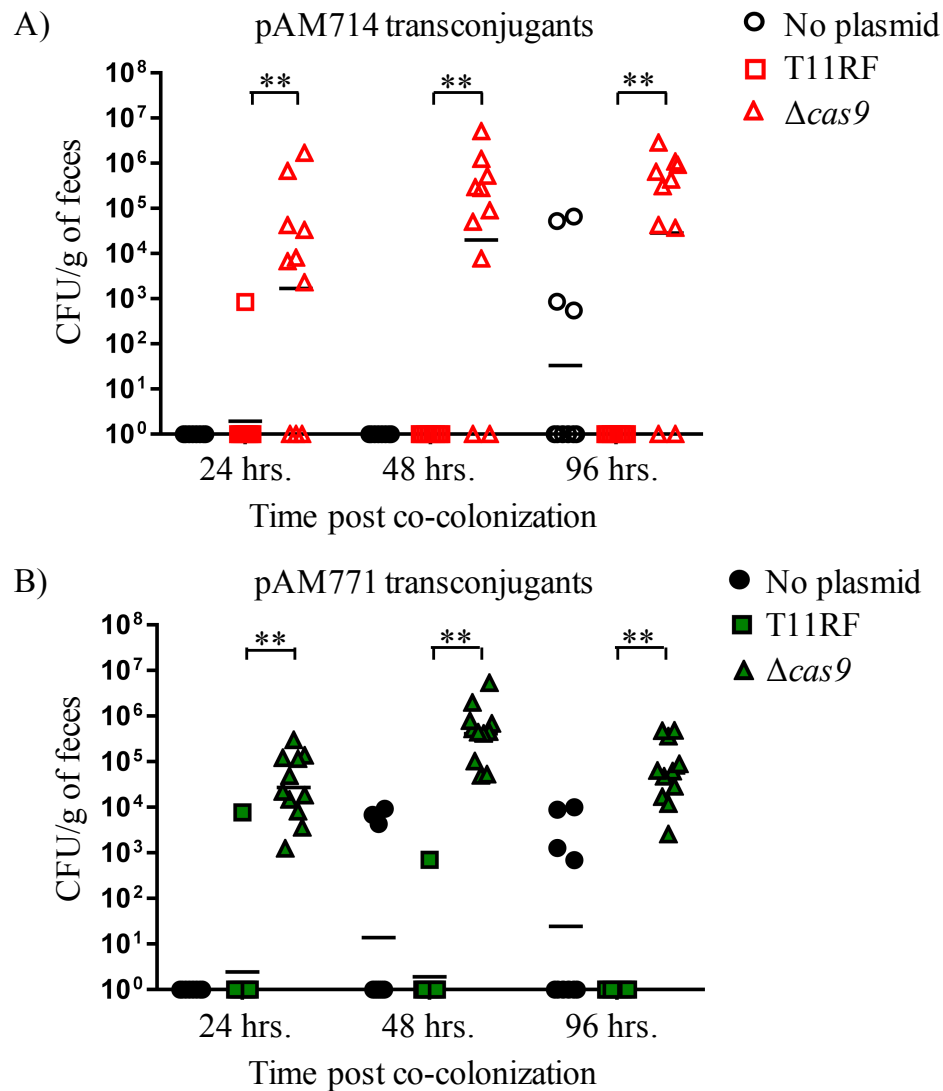 A)
pAM714 transconjugants
No plasmid
T11RF
Δcas9
CFU/g of feces
10⁸
10⁷
10⁶
10⁵
10⁴
10³
10²
10¹
10⁰
** ** **
24 hrs. 48 hrs. 96 hrs.
Time post co-colonization
B)
pAM771 transconjugants
No plasmid
T11RF
Δcas9
CFU/g of feces
10⁸
10⁷
10⁶
10⁵
10⁴
10³
10²
10¹
10⁰
** ** **
24 hrs. 48 hrs. 96 hrs.
Time post co-colonization